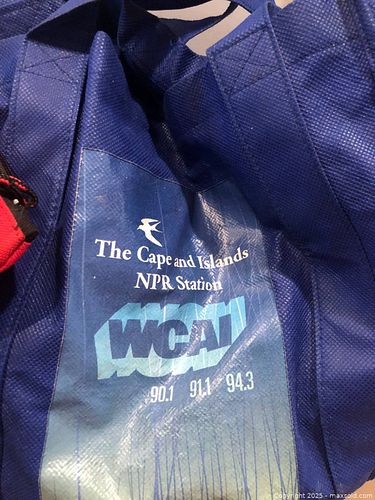 The Cape and Islands
NPR Station
WCAI
90.1 91.1 94.3
Copyright 2025 - maxsold.com